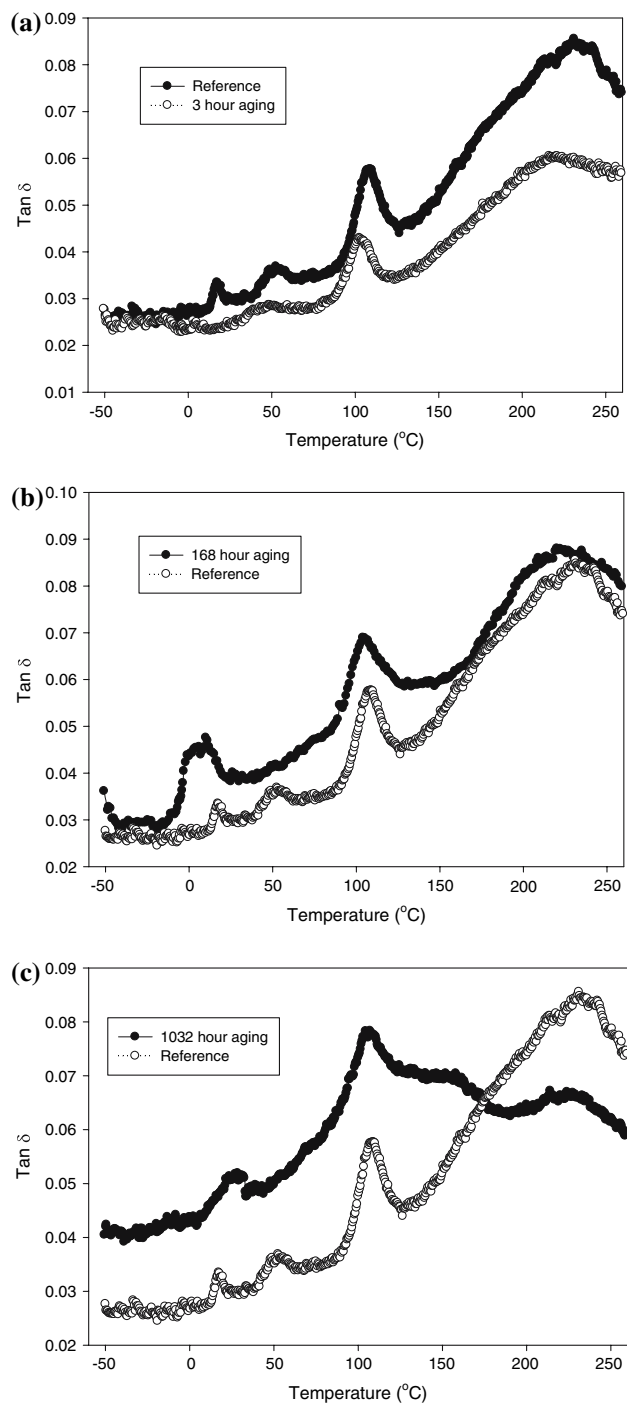 (a)
0.09
0.08
0.07
0.06
0.05
0.04
0.03
0.02
0.01
Tan δ
Reference
3 hour aging
-50 0 50 100 150 200 250
Temperature (°C)
(b)
0.10
0.09
0.08
0.07
0.06
0.05
0.04
0.03
0.02
Tan δ
168 hour aging
Reference
-50 0 50 100 150 200 250
Temperature (°C)
(c)
0.09
0.08
0.07
0.06
0.05
0.04
0.03
0.02
Tan δ
1032 hour aging
Reference
-50 0 50 100 150 200 250
Temperature (°C)